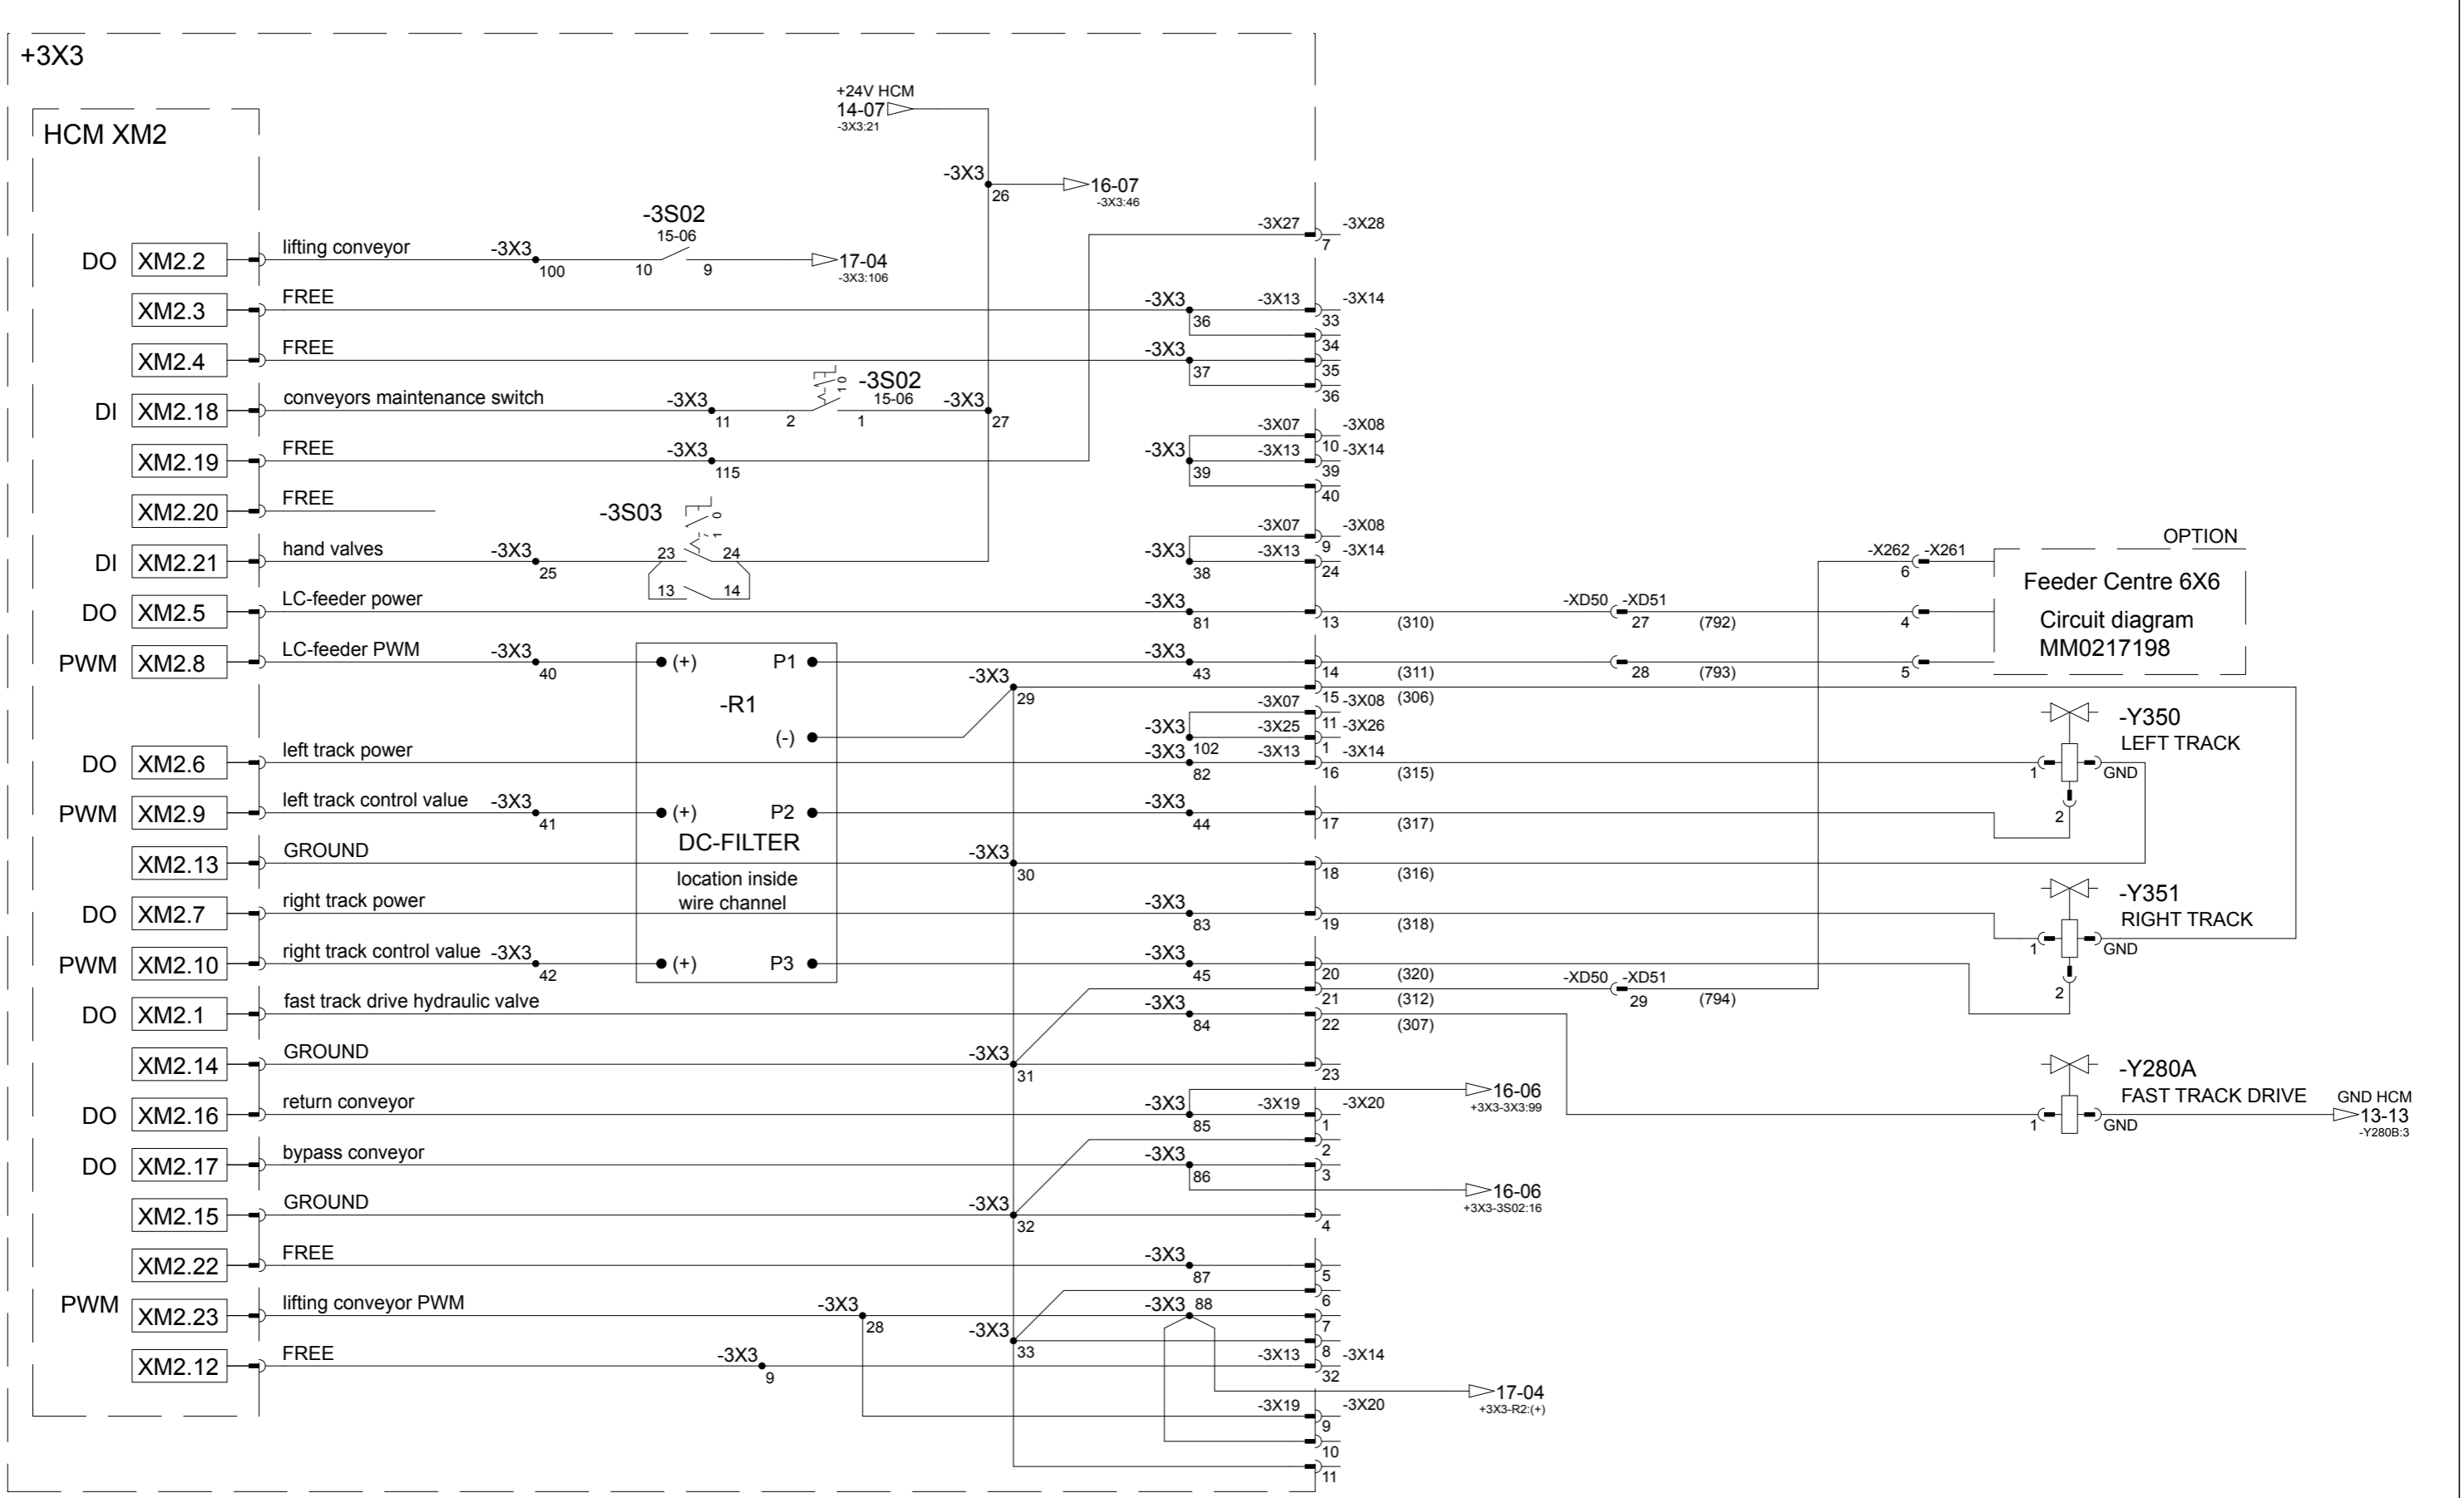 +3X3
+24V HCM
14-07
-3X3:21
HCM XM2
-3X3
26
16-07
-3X3:46
-3S02
15-06
-3X27
-3X28
7
DO
XM2.2
lifting conveyor
-3X3
100
10
9
17-04
-3X3:106
XM2.3
FREE
-3X3
36
-3X13
-3X14
33
34
XM2.4
FREE
-3X3
37
35
36
1 0
-3S02
15-06
DI
XM2.18
conveyors maintenance switch
-3X3
11
2
1
-3X3
27
-3X07
-3X08
10
XM2.19
FREE
-3X3
115
-3X3
39
-3X13
-3X14
39
40
XM2.20
FREE
-3S03
0
1
-3X07
-3X08
9
OPTION
DI
XM2.21
hand valves
-3X3
25
23
24
13
14
-3X3
38
-3X13
-3X14
24
-X262
-X261
6
Feeder Centre 6X6
Circuit diagram
MM0217198
DO
XM2.5
LC-feeder power
-3X3
81
13
(310)
-XD50
-XD51
27
(792)
4
PWM
XM2.8
LC-feeder PWM
-3X3
40
(+)
P1
-3X3
43
14
(311)
28
(793)
5
-3X3
29
15
(306)
-R1
(-)
-3X07
-3X08
11
-3X3
102
-3X25
-3X26
1
-Y350
LEFT TRACK
DO
XM2.6
left track power
-3X3
82
-3X13
-3X14
16
(315)
1
GND
2
PWM
XM2.9
left track control value
-3X3
41
(+)
P2
-3X3
44
17
(317)
DC-FILTER
location inside
wire channel
XM2.13
GROUND
-3X3
30
18
(316)
-Y351
RIGHT TRACK
DO
XM2.7
right track power
-3X3
83
19
(318)
1
GND
2
PWM
XM2.10
right track control value
-3X3
42
(+)
P3
-3X3
45
20
(320)
21
(312)
-XD50
-XD51
29
(794)
DO
XM2.1
fast track drive hydraulic valve
-3X3
84
22
(307)
XM2.14
GROUND
-3X3
31
23
-Y280A
FAST TRACK DRIVE
1
GND
GND HCM
13-13
-Y280B:3
16-06
+3X3-3X3:99
DO
XM2.16
return conveyor
-3X3
85
-3X19
-3X20
1
2
DO
XM2.17
bypass conveyor
-3X3
86
3
16-06
+3X3-3S02:16
XM2.15
GROUND
-3X3
32
4
XM2.22
FREE
-3X3
87
5
6
PWM
XM2.23
lifting conveyor PWM
-3X3
28
-3X3
88
7
-3X3
33
8
XM2.12
FREE
-3X3
9
-3X13
-3X14
32
17-04
+3X3-R2:(+)
-3X19
-3X20
9
10
11